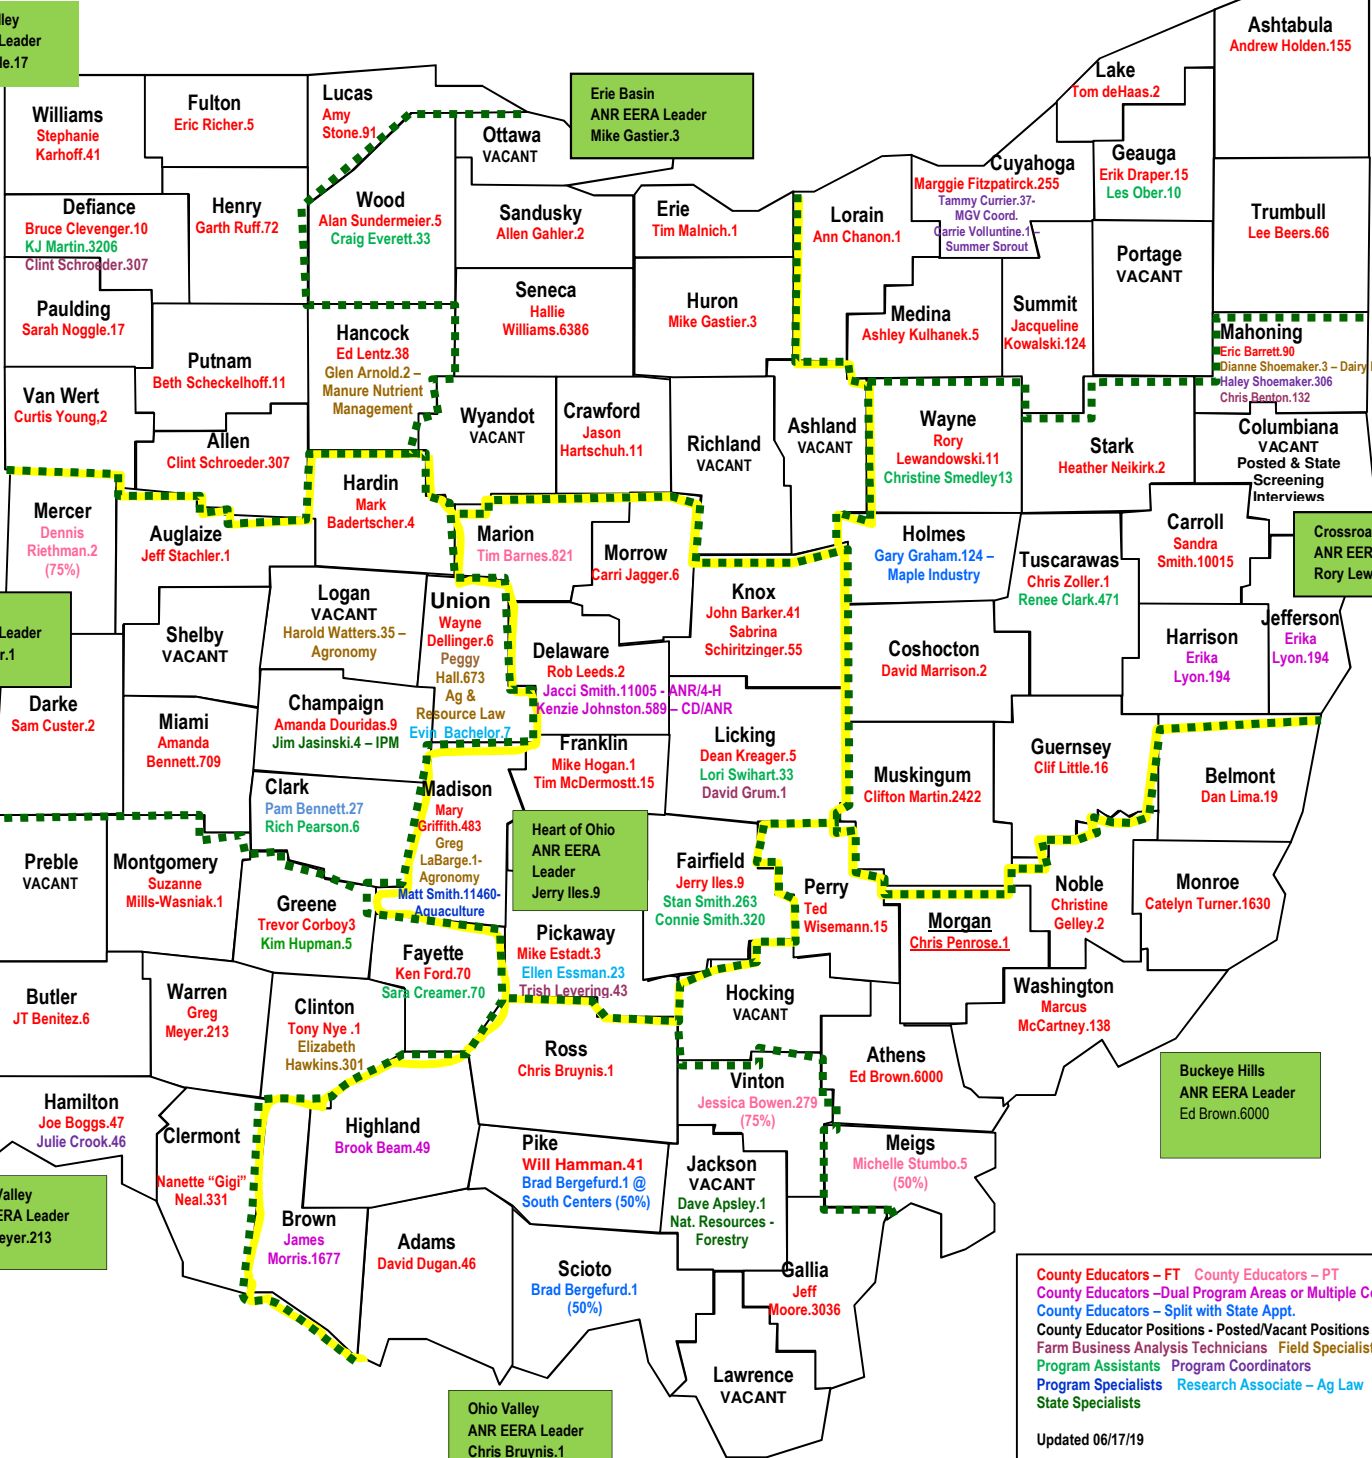 lley
Leader
le.17
Williams
Stephanie
Karhoff.41
Fulton
Eric Richer.5
Lucas
Amy
Stone.91
Ottawa
VACANT
Erie Basin
ANR EERA Leader
Mike Gastier.3
Ashtabula
Andrew Holden.155
Lake
Tom deHaas.2
Cuyahoga
Marggie Fitzpatirck.255
Tammy Currier.37-
MGV Coord.
Carrie Volluntine.1 –
Summer Sprout
Geauga
Erik Draper.15
Les Ober.10
Trumbull
Lee Beers.66
Defiance
Bruce Clevenger.10
KJ Martin.3206
Clint Schroeder.307
Henry
Garth Ruff.72
Wood
Alan Sundermeier.5
Craig Everett.33
Sandusky
Allen Gahler.2
Erie
Tim Malnich.1
Lorain
Ann Chanon.1
Portage
VACANT
Paulding
Sarah Noggle.17
Putnam
Beth Scheckelhoff.11
Hancock
Ed Lentz.38
Glen Arnold.2 –
Manure Nutrient
Management
Seneca
Hallie
Williams.6386
Huron
Mike Gastier.3
Medina
Ashley Kulhanek.5
Summit
Jacqueline
Kowalski.124
Mahoning
Eric Barrett.90
Dianne Shoemaker.3 – Dairy
Haley Shoemaker.306
Chris Benton.132
Van Wert
Curtis Young,2
Allen
Clint Schroeder.307
Wyandot
VACANT
Crawford
Jason
Hartschuh.11
Richland
VACANT
Ashland
VACANT
Wayne
Rory
Lewandowski.11
Christine Smedley13
Stark
Heather Neikirk.2
Columbiana
VACANT
Posted & State
Screening
Interviews
Mercer
Dennis
Riethman.2
(75%)
Auglaize
Jeff Stachler.1
Hardin
Mark
Badertscher.4
Marion
Tim Barnes.821
Morrow
Carri Jagger.6
Holmes
Gary Graham.124 –
Maple Industry
Tuscarawas
Chris Zoller.1
Renee Clark.471
Carroll
Sandra
Smith.10015
Crossroa
ANR EER
Rory Lew
Leader
r.1
Shelby
VACANT
Logan
VACANT
Harold Watters.35 –
Agronomy
Union
Wayne
Dellinger.6
Peggy
Hall.673
Ag &
Resource Law
Evin Bachelor.7
Delaware
Rob Leeds.2
Jacci Smith.11005 - ANR/4-H
Kenzie Johnston.589 – CD/ANR
Knox
John Barker.41
Sabrina
Schiritzinger.55
Coshocton
David Marrison.2
Harrison
Erika
Lyon.194
Jefferson
Erika
Lyon.194
Darke
Sam Custer.2
Miami
Amanda
Bennett.709
Champaign
Amanda Douridas.9
Jim Jasinski.4 – IPM
Franklin
Mike Hogan.1
Tim McDermostt.15
Licking
Dean Kreager.5
Lori Swihart.33
David Grum.1
Muskingum
Clifton Martin.2422
Guernsey
Clif Little.16
Belmont
Dan Lima.19
Clark
Pam Bennett.27
Rich Pearson.6
Madison
Mary
Griffith.483
Greg
LaBarge.1-
Agronomy
Matt Smith.11460-
Aquaculture
Heart of Ohio
ANR EERA
Leader
Jerry Iles.9
Preble
VACANT
Montgomery
Suzanne
Mills-Wasniak.1
Greene
Trevor Corboy3
Kim Hupman.5
Fayette
Ken Ford.70
Sara Creamer.70
Pickaway
Mike Estadt.3
Ellen Essman.23
Trish Levering.43
Fairfield
Jerry Iles.9
Stan Smith.263
Connie Smith.320
Perry
Ted
Wisemann.15
Morgan
Chris Penrose.1
Noble
Christine
Gelley.2
Monroe
Catelyn Turner.1630
Butler
JT Benitez.6
Warren
Greg
Meyer.213
Clinton
Tony Nye .1
Elizabeth
Hawkins.301
Ross
Chris Bruynis.1
Hocking
VACANT
Athens
Ed Brown.6000
Washington
Marcus
McCartney.138
Buckeye Hills
ANR EERA Leader
Ed Brown.6000
Hamilton
Joe Boggs.47
Julie Crook.46
Clermont
Nanette “Gigi”
Neal.331
Highland
Brook Beam.49
Pike
Will Hamman.41
Brad Bergefurd.1 @
South Centers (50%)
Vinton
Jessica Bowen.279
(75%)
Jackson
VACANT
Dave Apsley.1
Nat. Resources -
Forestry
Meigs
Michelle Stumbo.5
(50%)
Valley
ERA Leader
eyer.213
Brown
James
Morris.1677
Adams
David Dugan.46
Scioto
Brad Bergefurd.1
(50%)
Gallia
Jeff
Moore.3036
Lawrence
VACANT
Ohio Valley
ANR EERA Leader
Chris Bruynis.1
County Educators – FT County Educators – PT
County Educators –Dual Program Areas or Multiple Co
County Educators – Split with State Appt.
County Educator Positions - Posted/Vacant Positions
Farm Business Analysis Technicians Field Specialist
Program Assistants Program Coordinators
Program Specialists Research Associate – Ag Law
State Specialists
Updated 06/17/19